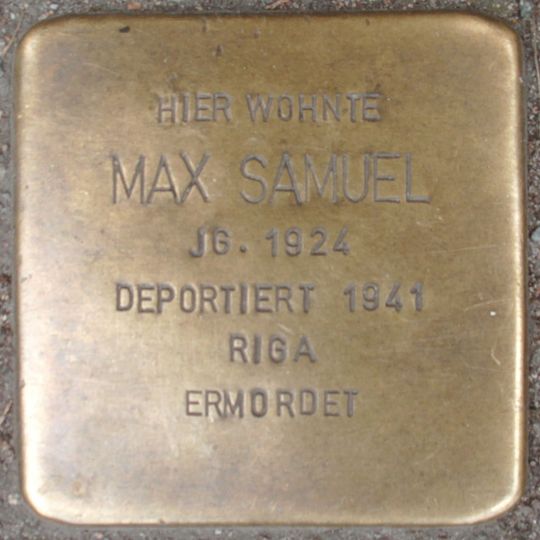 HIER WOHNTE
MAX SAMUEL
JG. 1924
DEPORTIERT 1941
RIGA
ERMORDET